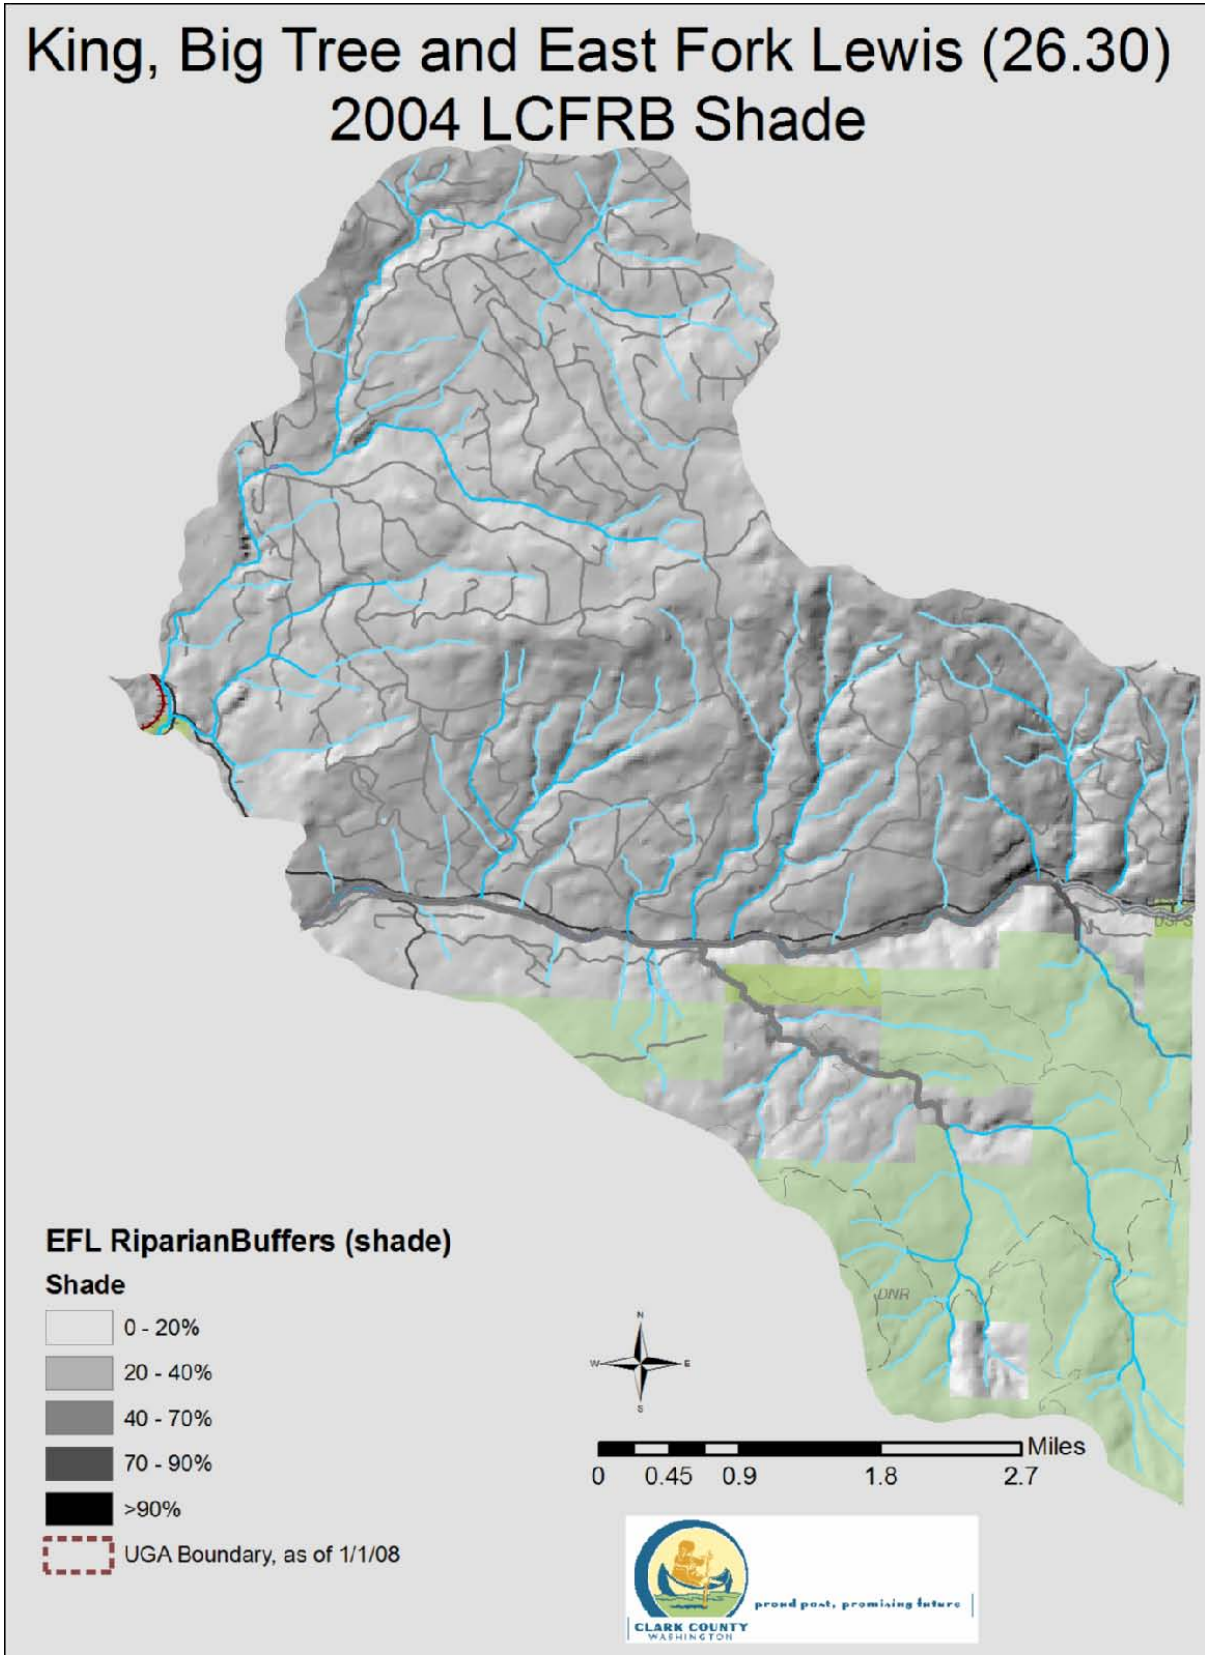 King, Big Tree and East Fork Lewis (26.30)
2004 LCFRB Shade
USFS
DNR
EFL RiparianBuffers (shade)
Shade
0 - 20%
20 - 40%
40 - 70%
70 - 90%
>90%
UGA Boundary, as of 1/1/08
N
W
E
S
Miles
0 0.45 0.9 1.8 2.7
proud past, promising future
CLARK COUNTY
WASHINGTON